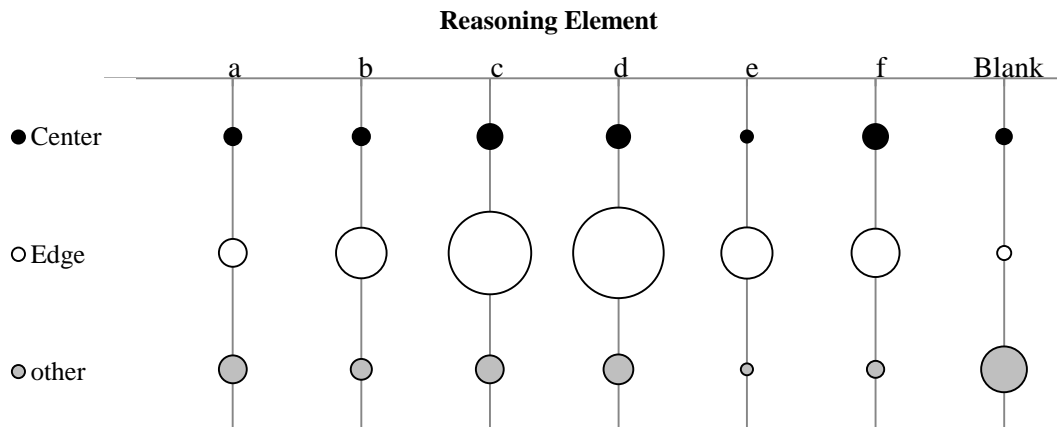 Reasoning Element
a b c d e f Blank
Center
Edge
other